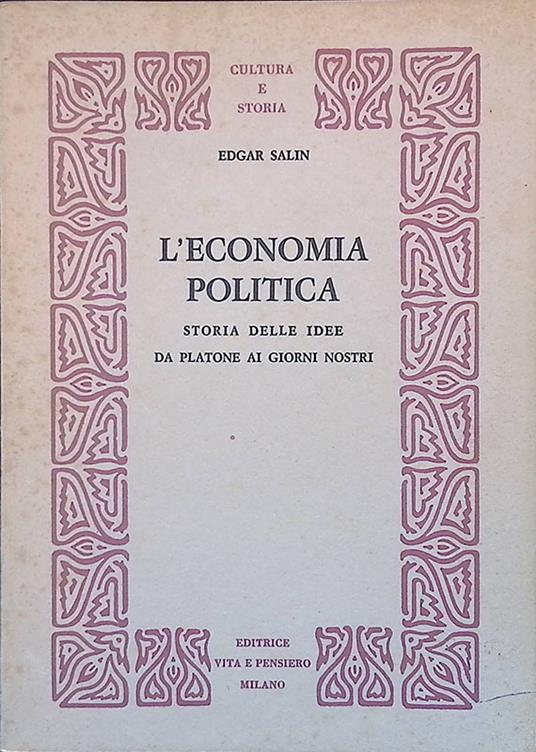 CULTURA
E
STORIA
EDGAR SALIN
L'ECONOMIA
POLITICA
STORIA DELLE IDEE
DA PLATONE AI GIORNI NOSTRI
EDITRICE
VITA E PENSIERO
MILANO